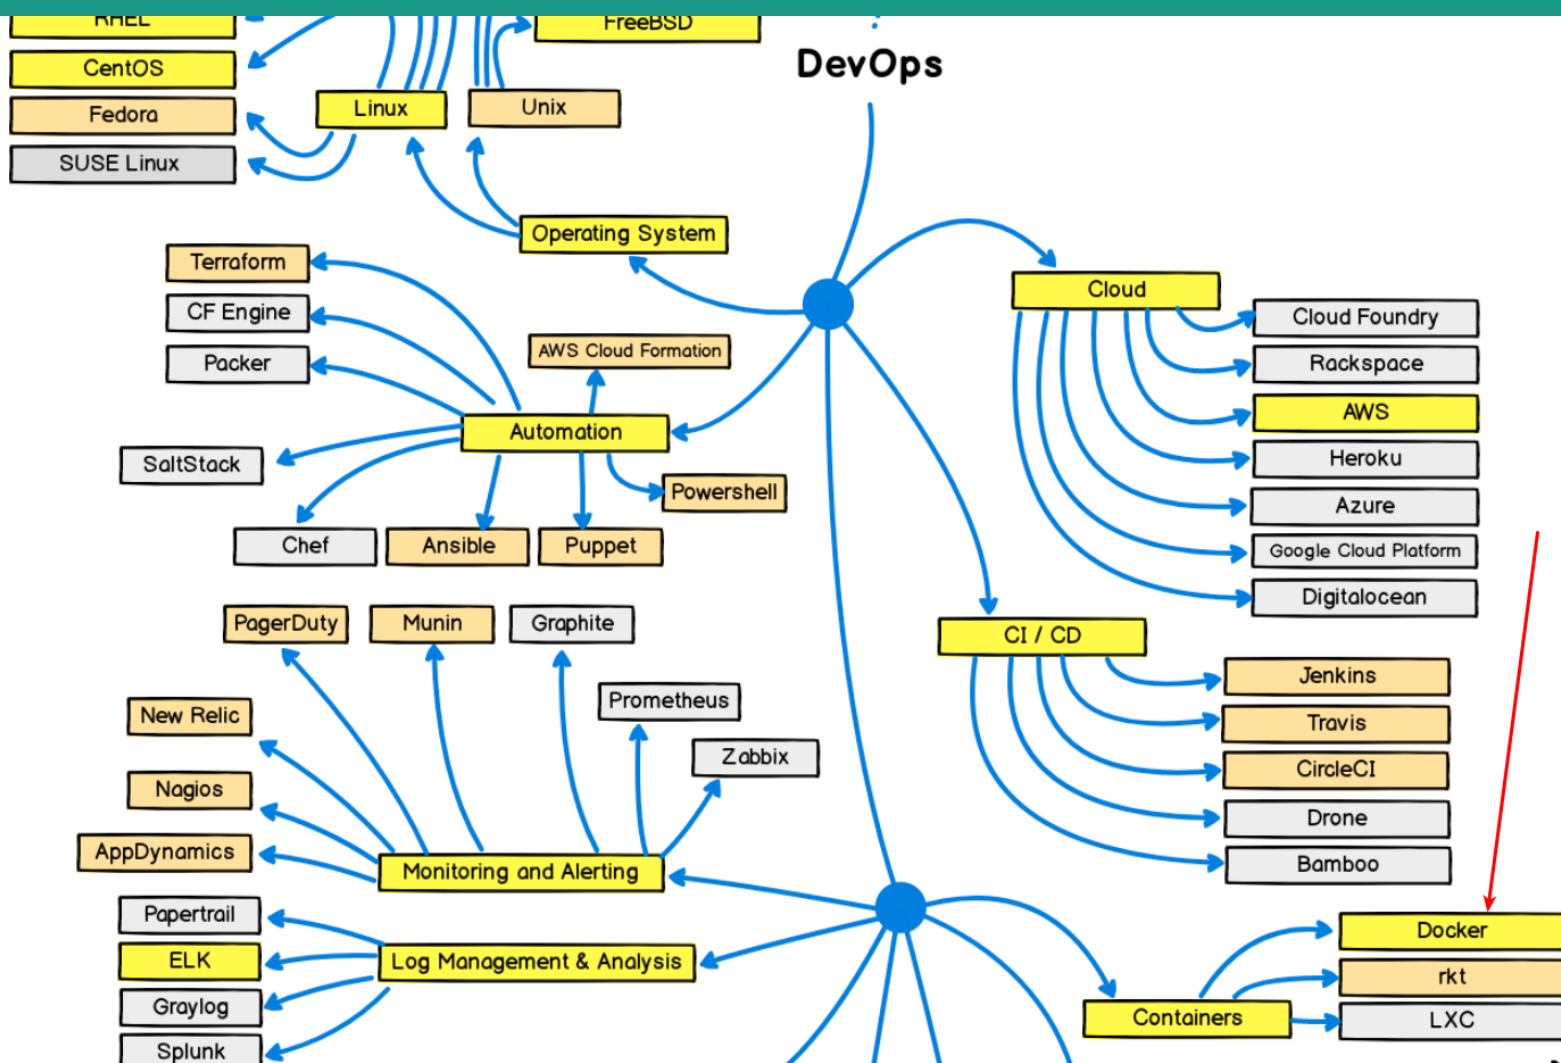 RHEL
FreeBSD
DevOps
CentOS
Linux
Unix
Fedora
SUSE Linux
Operating System
Terraform
CF Engine
Packer
AWS Cloud Formation
Automation
SaltStack
Powershell
Chef
Ansible
Puppet
Cloud
Cloud Foundry
Rackspace
AWS
Heroku
Azure
Google Cloud Platform
Digitalocean
PagerDuty
Munin
Graphite
Prometheus
Zabbix
New Relic
Nagios
AppDynamics
Monitoring and Alerting
CI / CD
Jenkins
Travis
CircleCI
Drone
Bamboo
Papertrail
ELK
Graylog
Splunk
Log Management & Analysis
Containers
Docker
rkt
LXC